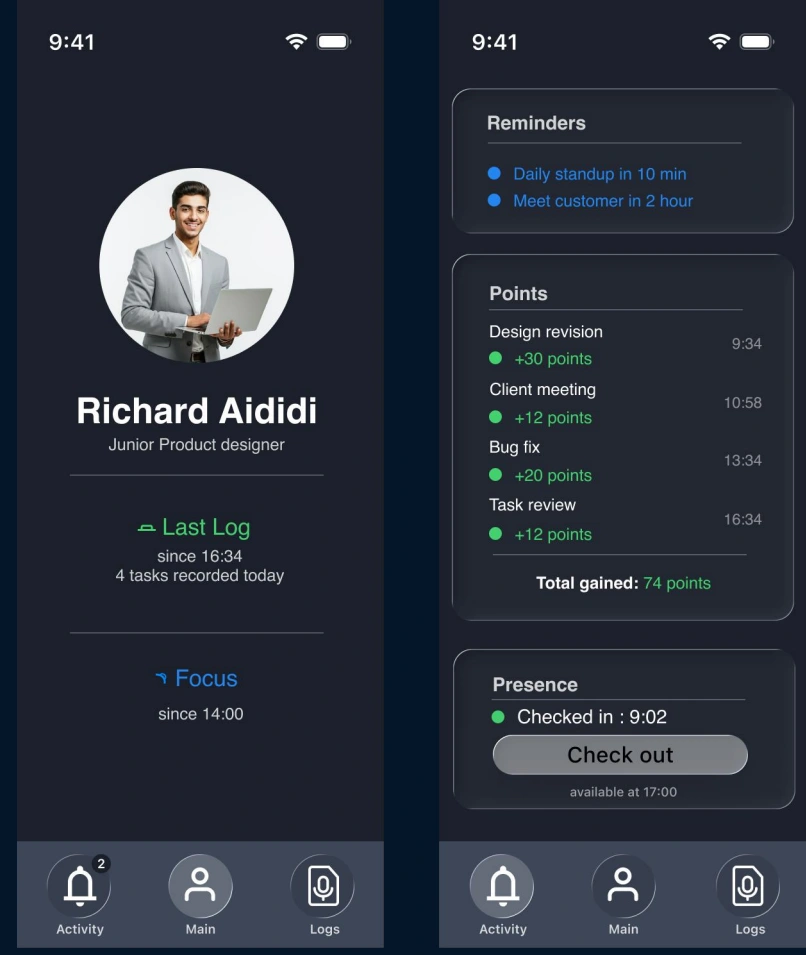 9:41
Richard Aididi
Junior Product designer
Last Log
since 16:34
4 tasks recorded today
Focus
since 14:00
2
Activity
Main
Logs
9:41
Reminders
Daily standup in 10 min
Meet customer in 2 hour
Points
Design revision
+30 points
9:34
Client meeting
+12 points
10:58
Bug fix
+20 points
13:34
Task review
+12 points
16:34
Total gained: 74 points
Presence
Checked in : 9:02
Check out
available at 17:00
Activity
Main
Logs